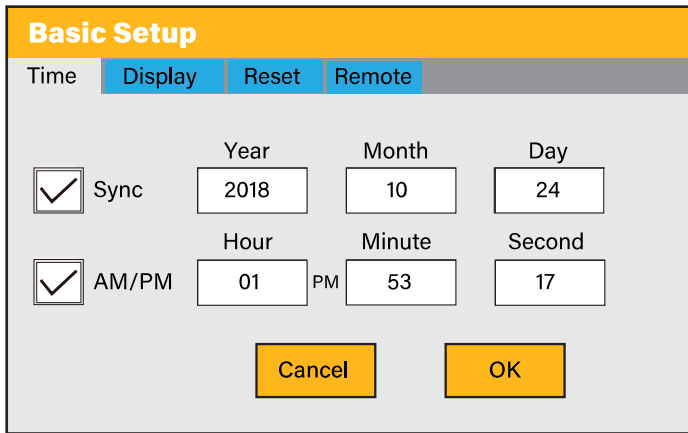 Basic Setup
Time Display Reset Remote
Year Month Day
Sync 2018 10 24
Hour Minute Second
AM/PM 01 PM 53 17
Cancel OK